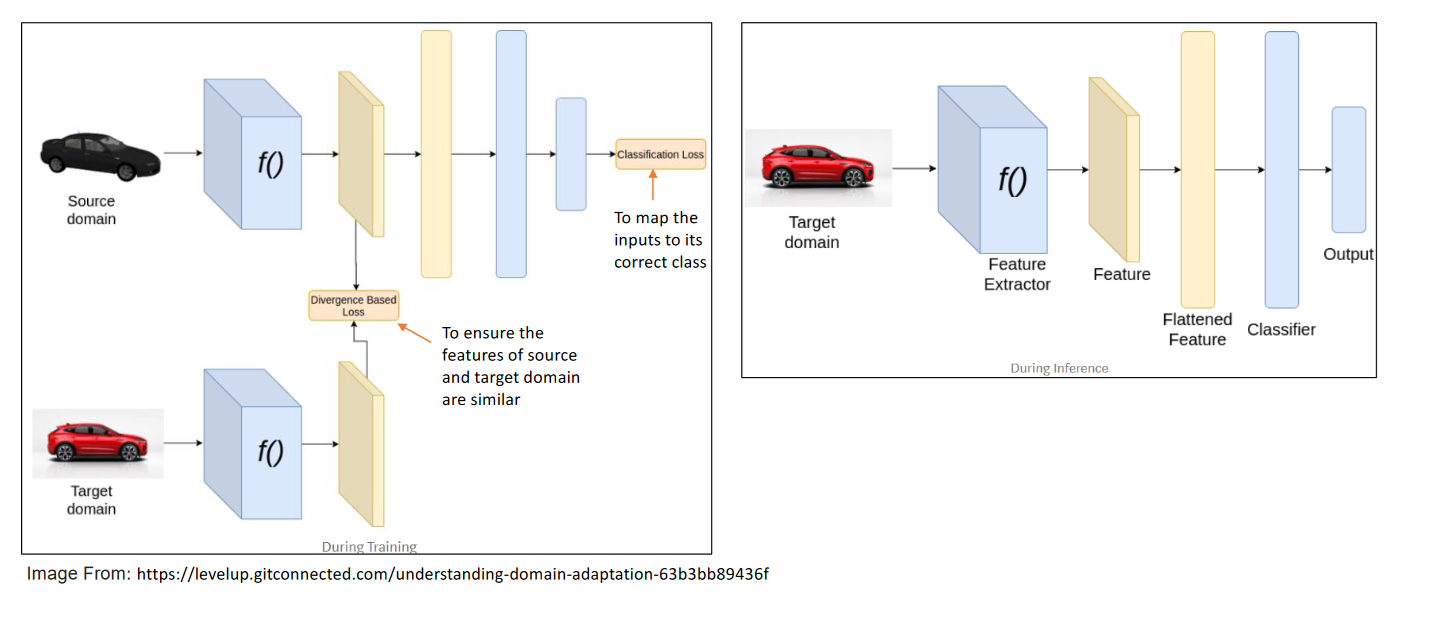 f()
Source
domain
Classification Loss
To map the
inputs to its
correct class
Divergence Based
Loss
To ensure the
features of source
and target domain
are similar
f()
Target
domain
During Training
f()
Target
domain
Feature
Extractor
Feature
Flattened
Feature
Classifier
Output
During Inference
Image From: https://levelup.gitconnected.com/understanding-domain-adaptation-63b3bb89436f